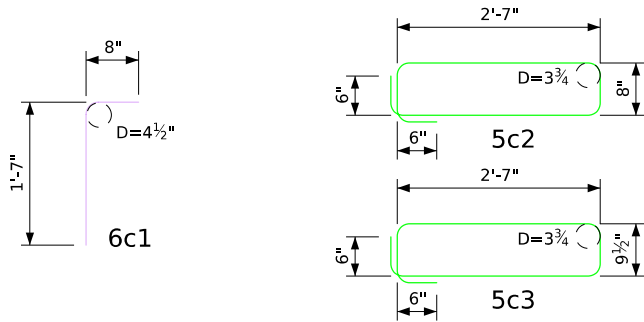 8"
1'-7"
D=4½"
6c1
2'-7"
6"
D=3¾
8"
6"
5c2
2'-7"
6"
D=3¾
9½"
6"
5c3